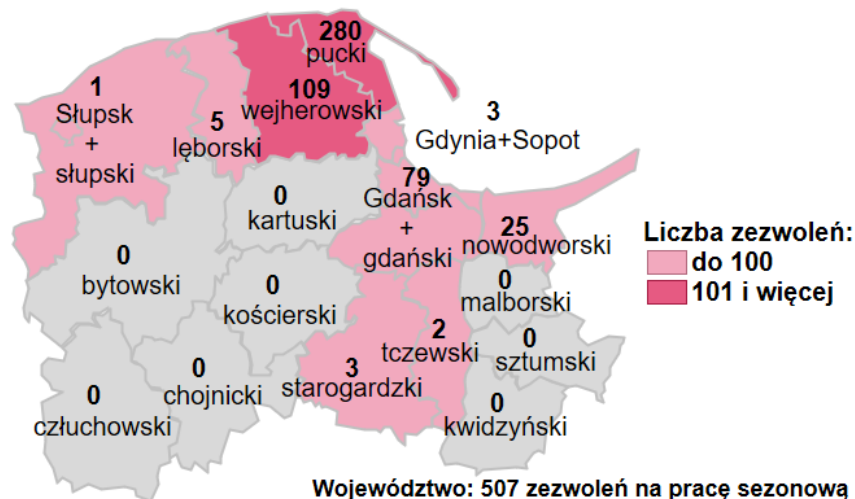 280
pucki
1
Słupsk
+
słupski
5
lęborski
109
wejherowski
3
Gdynia+Sopot
0
kartuski
79
Gdańsk
+
gdański
25
nowodworski
0
bytowski
0
kościerski
0
malborski
2
tczewski
0
sztumski
0
człuchowski
0
chojnicki
3
starogardzki
0
kwidzyński
Liczba zezwoleń:
do 100
101 i więcej
Województwo: 507 zezwoleń na pracę sezonową